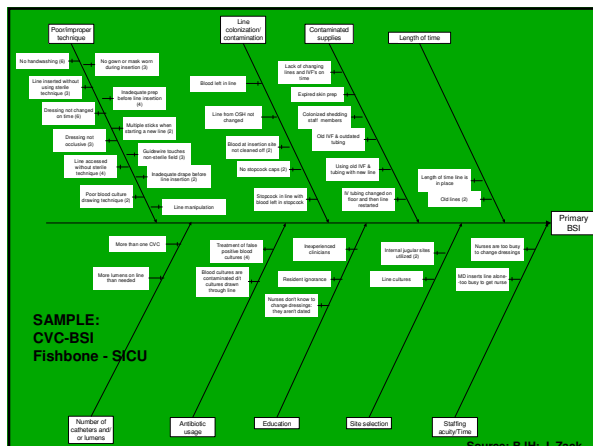 Poor/improper
technique
Line
colonization/
contamination
Contaminated
supplies
Length of time
No handwashing (6)
No gown or mask worn
during insertion (3)
Line inserted without
using sterile
technique (3)
Inadequate prep
before line insertion
(4)
Dressing not changed
on time (6)
Multiple sticks when
starting a new line (2)
Dressing not
occlusive (3)
Guidewire touches
non-sterile field (3)
Line accessed
without sterile
technique (4)
Inadequate drape before
line insertion (2)
Poor blood culture
drawing technique (2)
Line manipulation
Blood left in line
Line from OSH not
changed
Blood at insertion site
not cleaned off (2)
No stopcock caps (2)
Stopcock in line with
blood left in stopcock
Lack of changing
lines and IVF's on
time
Expired skin prep
Colonized shedding
staff members
Old IVF & outdated
tubing
Using old IVF &
tubing with new line
IV tubing changed on
floor and then line
restarted
Length of time line is
in place
Old lines (2)
Primary
BSI
More than one CVC
More lumens on line
than needed
Treatment of false
positive blood
cultures (4)
Blood cultures are
contaminated d/t
cultures drawn
through line
Inexperienced
clinicians
Resident ignorance
Nurses don't know to
change dressings:
they aren't dated
Internal jugular sites
utilized (2)
Line cultures
Nurses are too busy
to change dressings
MD inserts line alone
-too busy to get nurse
SAMPLE:
CVC-BSI
Fishbone - SICU
Number of
catheters and/
or lumens
Antibiotic
usage
Education
Site selection
Staffing
acuity/Time
Source: BJH: J. Zack